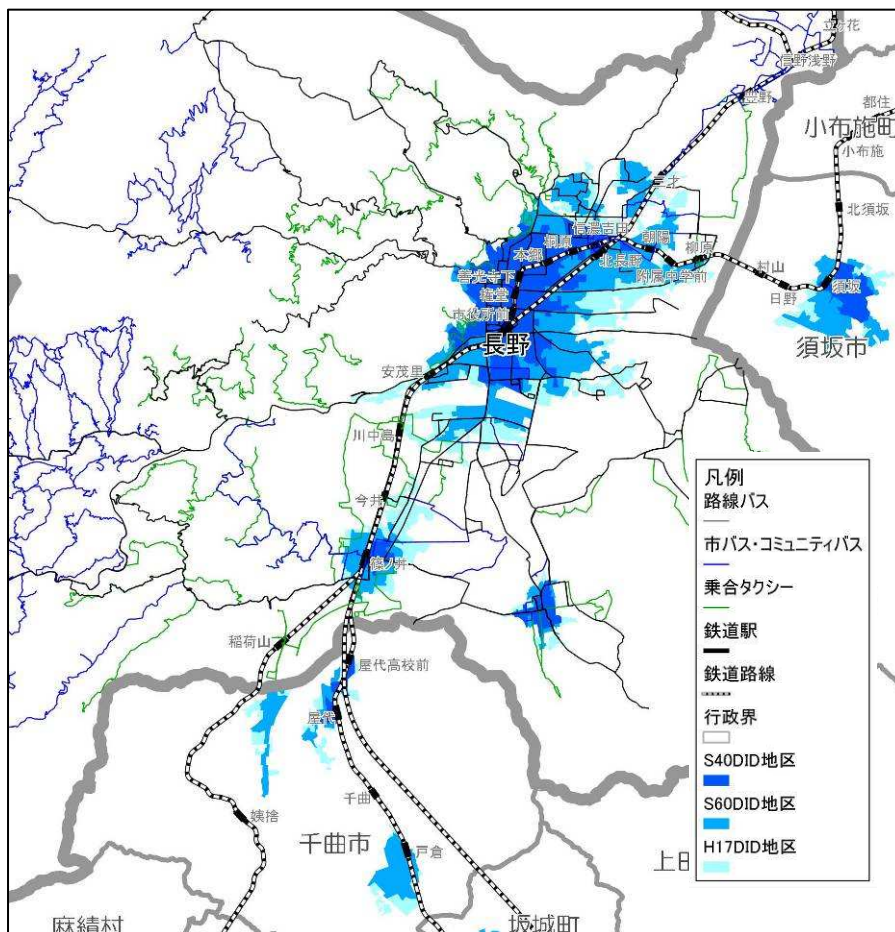 立ヶ花
信野浅野
都住
豊野
小布施町
小布施
三才
北須坂
信濃吉田
朝陽
桐原
柳原
本郷
北長野
村山
善光寺下
附属中学前
須坂
権堂
日野
市役所前
長野
須坂市
安茂里
川中島
今井
篠ノ井
稲荷山
屋代高校前
屋代
千曲
姨捨
千曲市
戸倉
上田
麻績村
坂城町
凡例
路線バス
市バス・コミュニティバス
乗合タクシー
鉄道駅
鉄道路線
行政界
S40DID地区
S60DID地区
H17DID地区